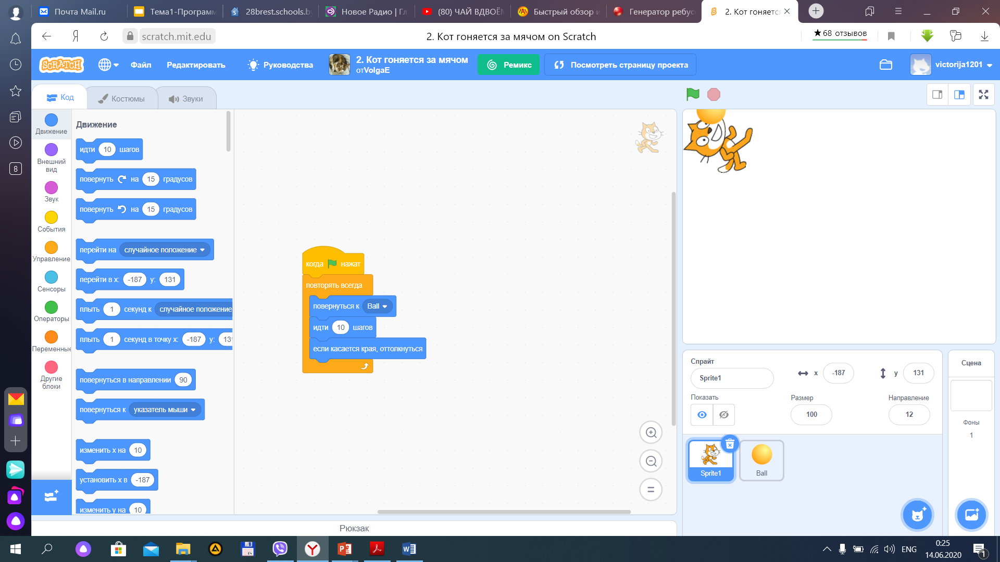 Почта Mail.ru
Тема1-Программ
28brest.schools.b
Новое Радио | Гл
(80) ЧАЙ ВДВОЁМ
Быстрый обзор и
Генератор ребус
2. Кот гоняется
scratch.mit.edu
2. Кот гоняется за мячом on Scratch
★68 отзывов
SCRATCH
Файл
Редактировать
Руководства
2. Кот гоняется за мячом
отVolgaE
Ремикс
Посмотреть страницу проекта
victorija1201
Код
Костюмы
Звуки
8
Движение
Внешний
вид
Звук
События
Управление
Сенсоры
Операторы
Переменные
Другие
блоки
Движение
идти 10 шагов
повернуть на 15 градусов
повернуть на 15 градусов
перейти на случайное положение
перейти в x: -187 y: 131
плыть 1 секунд к случайное положение
плыть 1 секунд в точку x: -187 y: 13
повернуться в направлении 90
повернуться к указатель мыши
изменить x на 10
установить x в -187
изменить y на 10
когда нажат
повторять всегда
повернуться к Ball
идти 10 шагов
если касается края, оттолкнуться
Спрайт
Sprite1
x -187
y 131
Показать
Размер
100
Направление
12
Sprite1
Ball
Сцена
Фоны
1
Рюкзак
ENG
0:25
14.06.2020
1